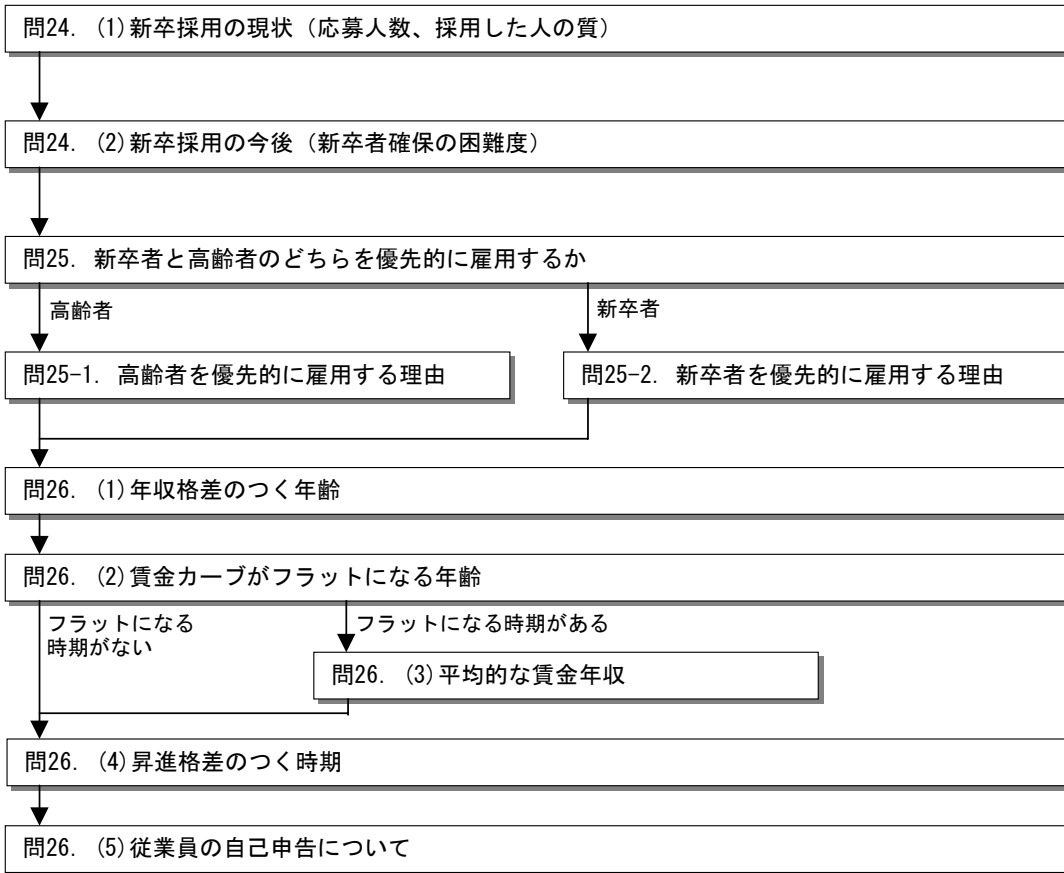 問24. (1)新卒採用の現状（応募人数、採用した人の質）
問24. (2)新卒採用の今後（新卒者確保の困難度）
問25. 新卒者と高齢者のどちらを優先的に雇用するか
高齢者
新卒者
問25-1. 高齢者を優先的に雇用する理由
問25-2. 新卒者を優先的に雇用する理由
問26. (1)年収格差のつく年齢
問26. (2)賃金カーブがフラットになる年齢
フラットになる
時期がない
フラットになる時期がある
問26. (3)平均的な賃金年収
問26. (4)昇進格差のつく時期
問26. (5)従業員の自己申告について